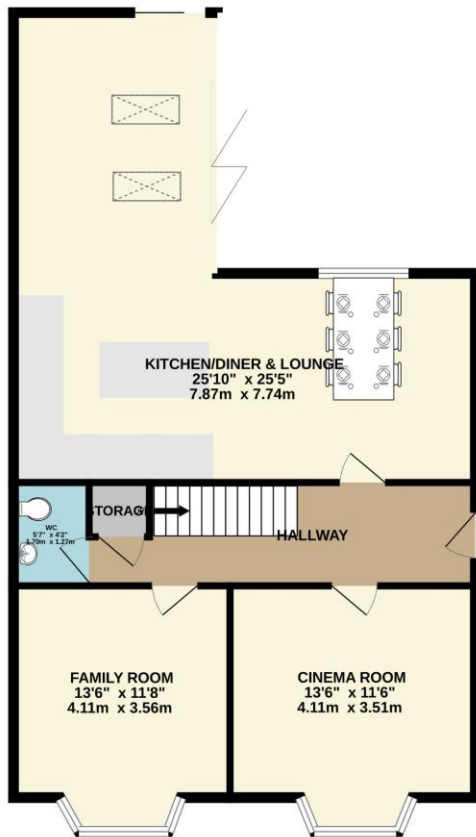 KITCHEN/DINER & LOUNGE
25'10" x 25'5"
7.87m x 7.74m
STORAGE
WC
5'7" x 4'2"
1.70m x 1.27m
HALLWAY
FAMILY ROOM
13'6" x 11'8"
4.11m x 3.56m
CINEMA ROOM
13'6" x 11'6"
4.11m x 3.51m